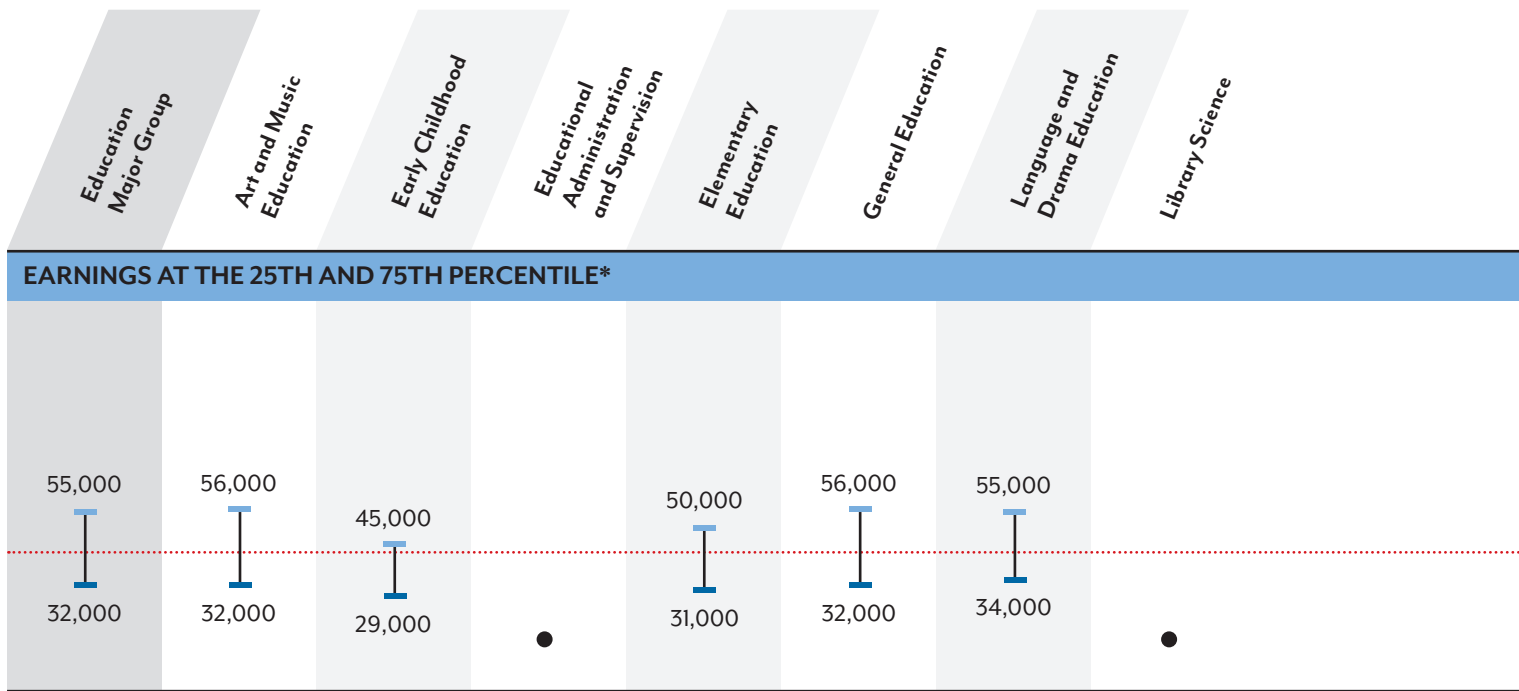 Education
Major Group
Art and Music
Education
Early Childhood
Education
Educational
Administration
and Supervision
Elementary
Education
General Education
Language and
Drama Education
Library Science
EARNINGS AT THE 25TH AND 75TH PERCENTILE*
55,000
56,000
45,000
50,000
56,000
55,000
32,000
32,000
29,000
31,000
32,000
34,000